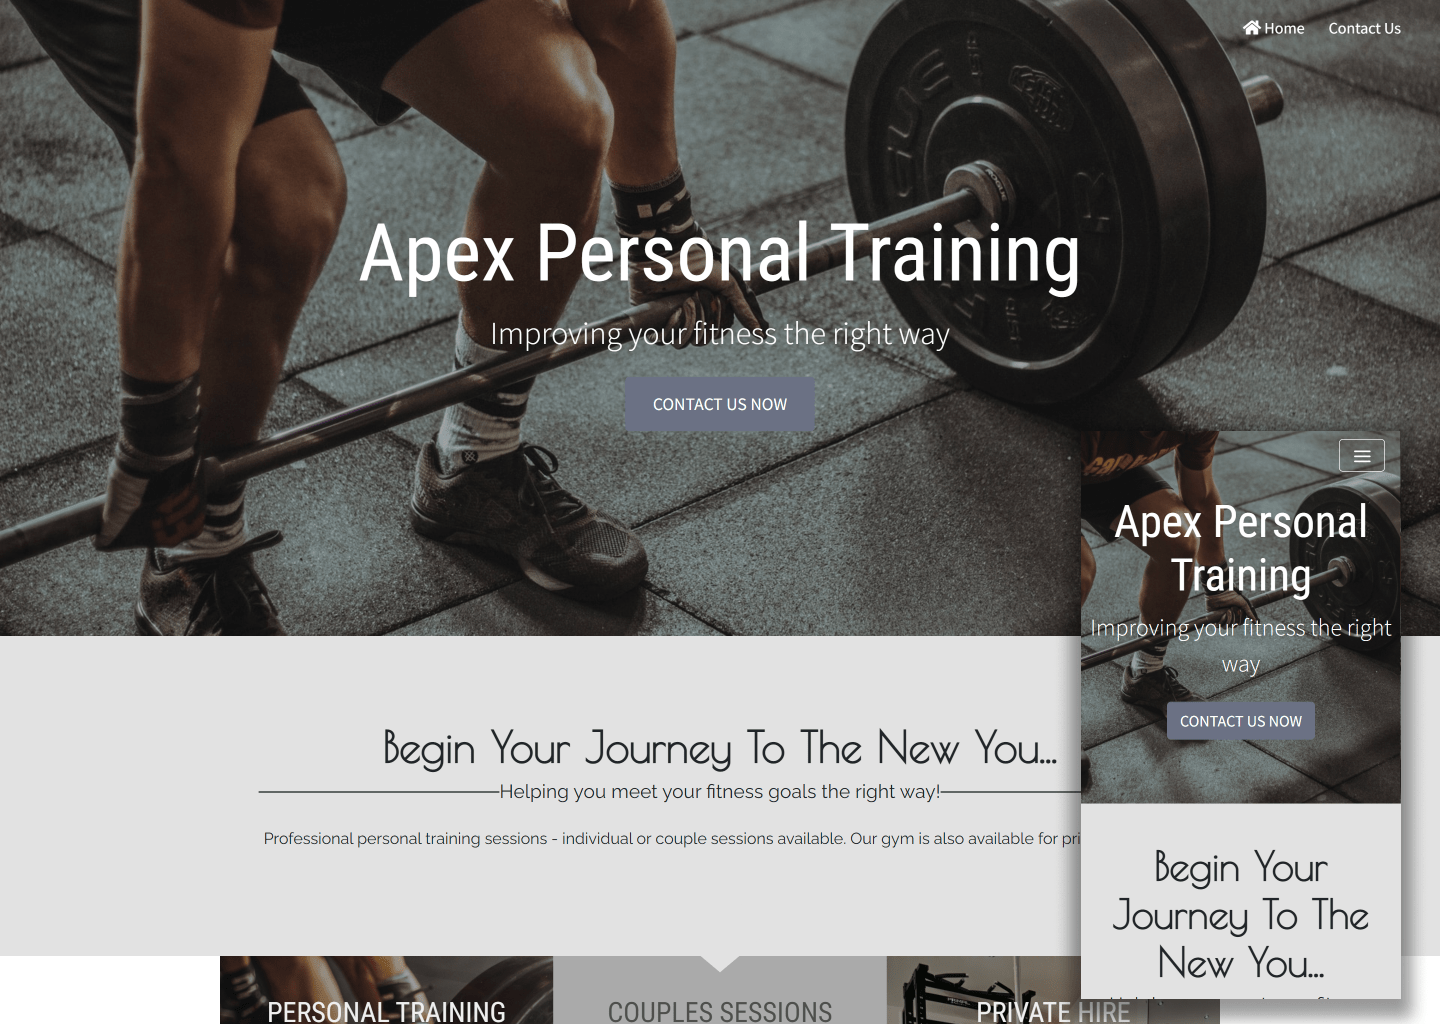 Home Contact Us
Apex Personal Training
Improving your fitness the right way
CONTACT US NOW
Begin Your Journey To The New You...
Helping you meet your fitness goals the right way!
Professional personal training sessions - individual or couple sessions available. Our gym is also available for pri
PERSONAL TRAINING
COUPLES SESSIONS
PRIVATE HIRE
Apex Personal
Training
Improving your fitness the right
way
CONTACT US NOW
Begin Your
Journey To The
New You...